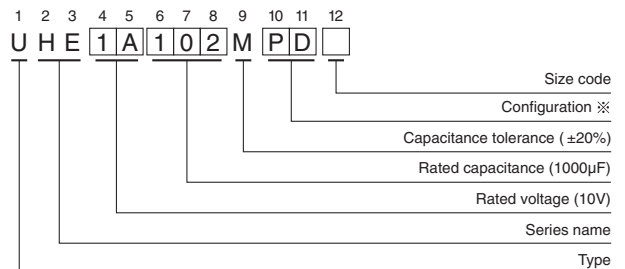 1 2 3 4 5 6 7 8 9 10 11 12
U H E 1 A 1 0 2 M P D
Size code
Configuration ※
Capacitance tolerance ( ±20%)
Rated capacitance (1000µF)
Rated voltage (10V)
Series name
Type